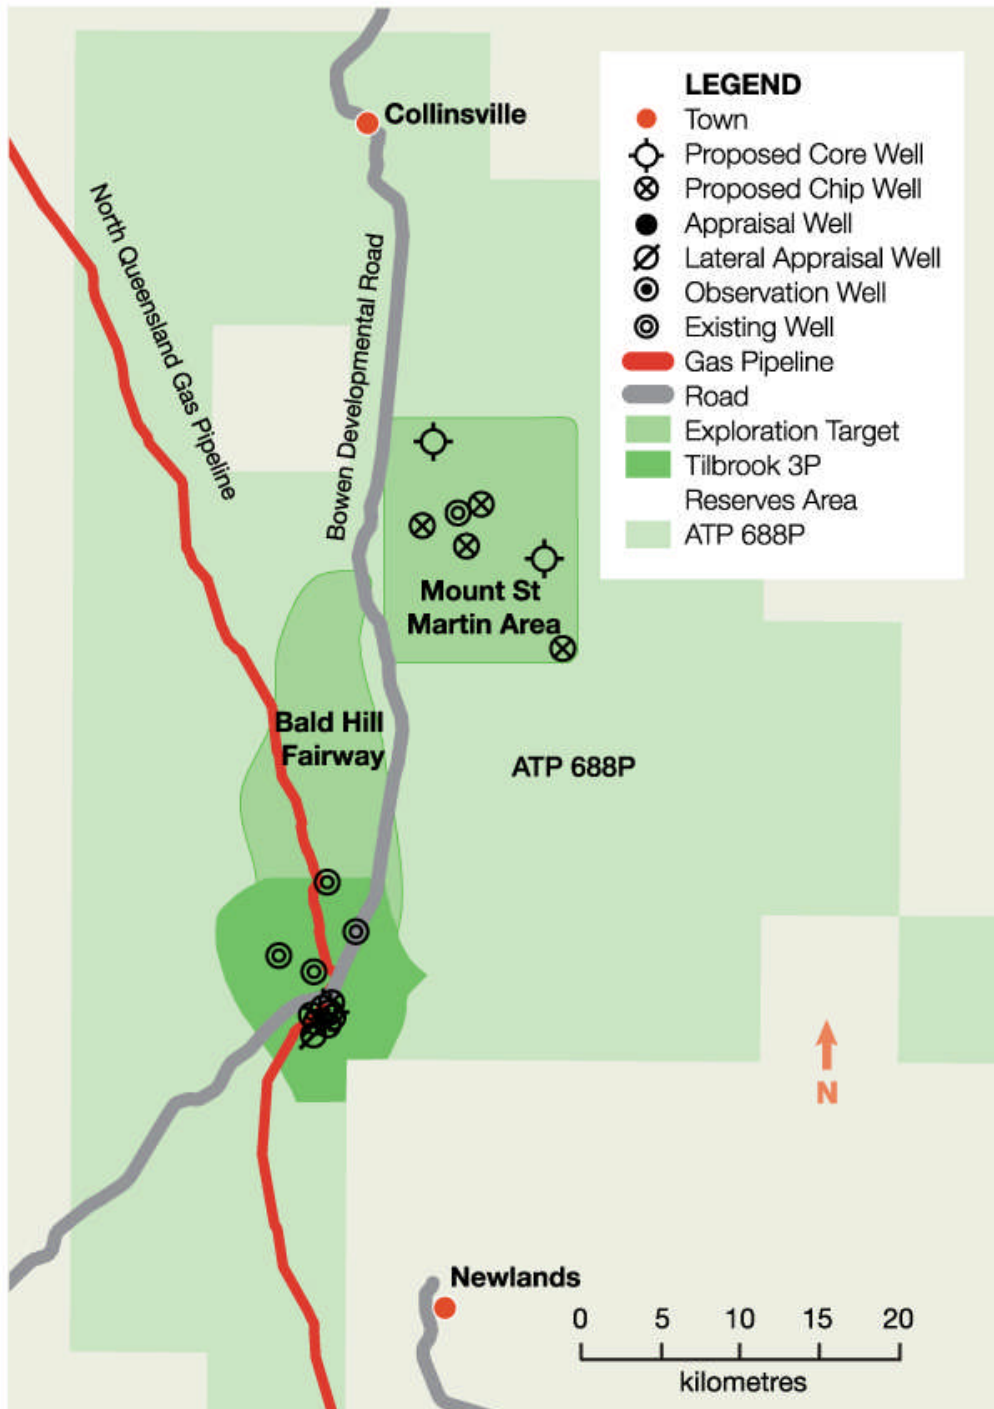 LEGEND
Town
Proposed Core Well
Proposed Chip Well
Appraisal Well
Lateral Appraisal Well
Observation Well
Existing Well
Gas Pipeline
Road
Exploration Target
Tilbrook 3P
Reserves Area
ATP 688P
Collinsville
North Queensland Gas Pipeline
Bowen Developmental Road
Mount St
Martin Area
Bald Hill
Fairway
ATP 688P
N
Newlands
0 5 10 15 20
kilometres